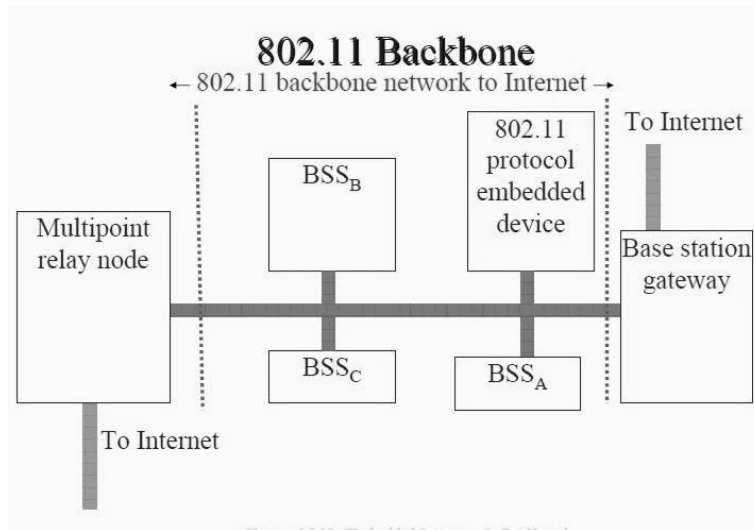 802.11 Backbone
802.11 backbone network to Internet
To Internet
802.11
protocol
embedded
device
BSS_B
Multipoint
relay node
Base station
gateway
BSS_C
BSS_A
To Internet